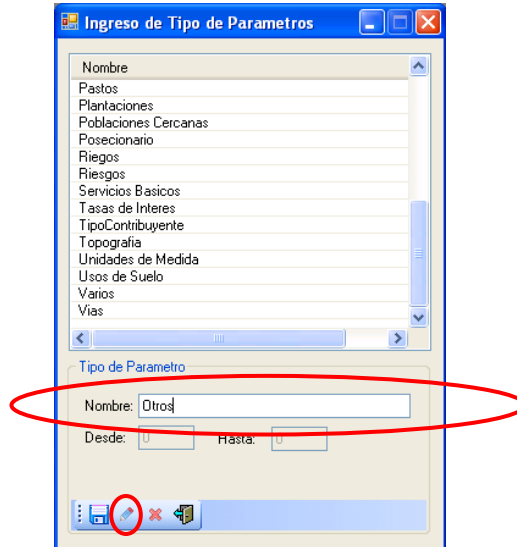 Ingreso de Tipo de Parametros
Nombre
Pastos
Plantaciones
Poblaciones Cercanas
Posecionario
Riegos
Riesgos
Servicios Basicos
Tasas de Interes
TipoContribuyente
Topografia
Unidades de Medida
Usos de Suelo
Varios
Vias
Tipo de Parametro
Nombre: Otros
Desde: 0 Hasta: 0